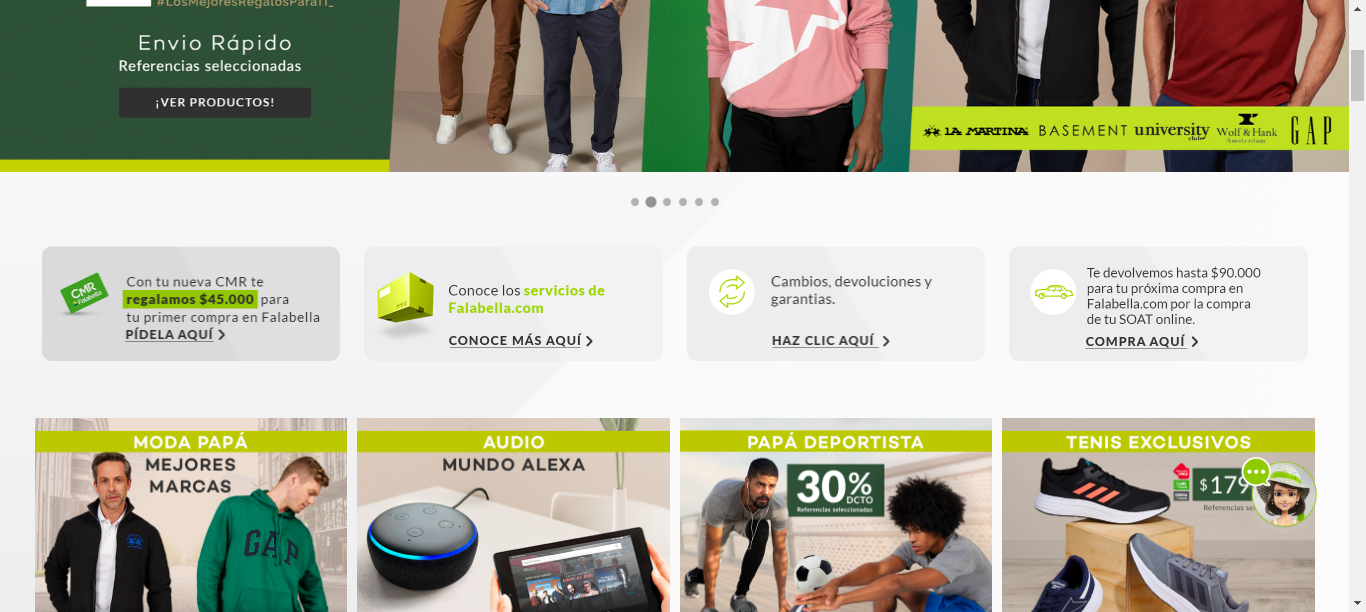 #LosMejoresRegalosParaTi_
Envio Rápido
Referencias seleccionadas
¡VER PRODUCTOS!
LA MARTINA BASEMENT university club Wolf & Hank Amsterdam GAP
CMR
Falabella
Con tu nueva CMR te
regalamos $45.000 para
tu primer compra en Falabella
PÍDELA AQUÍ
Conoce los servicios de
Falabella.com
CONOCE MÁS AQUÍ
Cambios, devoluciones y
garantias.
HAZ CLIC AQUÍ
Te devolvemos hasta $90.000
para tu próxima compra en
Falabella.com por la compra
de tu SOAT online.
COMPRA AQUÍ
MODA PAPÁ
MEJORES
MARCAS
GAP
AUDIO
MUNDO ALEXA
PAPÁ DEPORTISTA
30%
DCTO
Referencias seleccionadas
TENIS EXCLUSIVOS
$179
Referencias